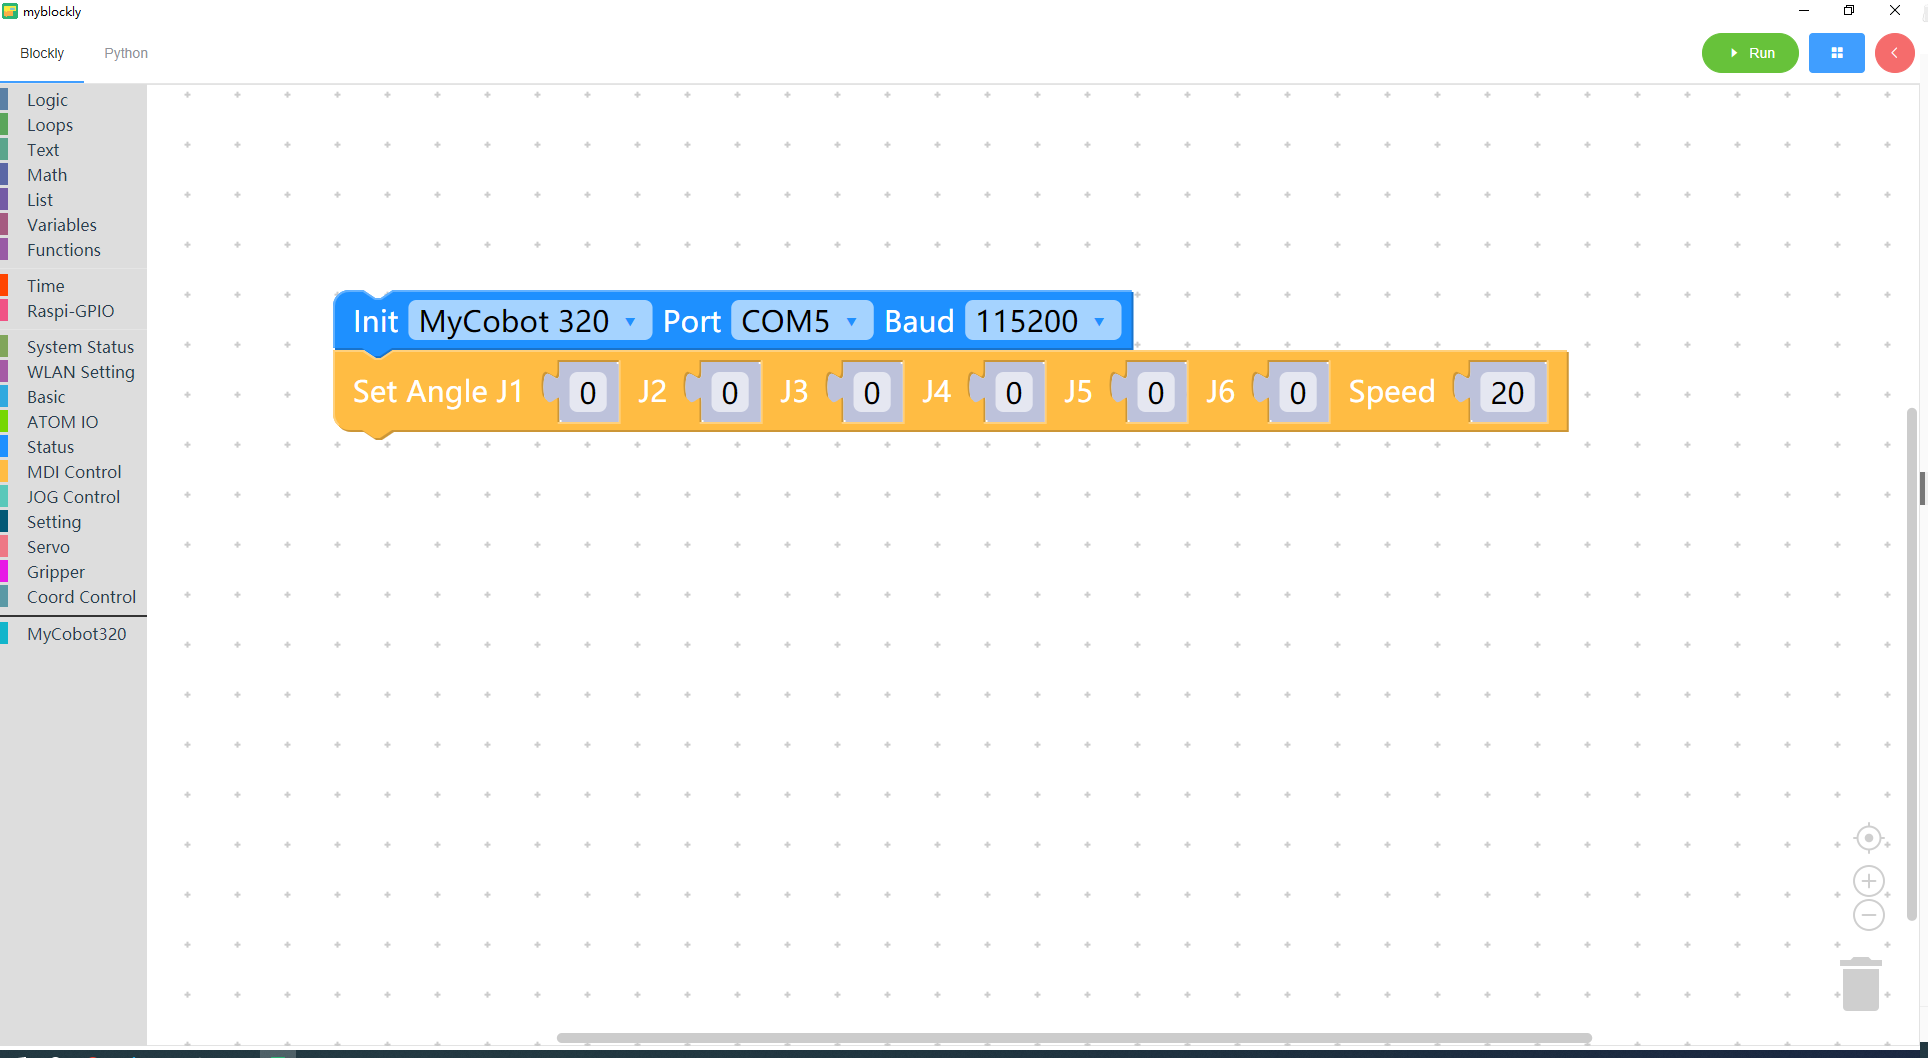 myblockly
Blockly Python
Run
Logic
Loops
Text
Math
List
Variables
Functions
Time
Raspi-GPIO
System Status
WLAN Setting
Basic
ATOM IO
Status
MDI Control
JOG Control
Setting
Servo
Gripper
Coord Control
MyCobot320
Init MyCobot 320 Port COM5 Baud 115200
Set Angle J1 0 J2 0 J3 0 J4 0 J5 0 J6 0 Speed 20